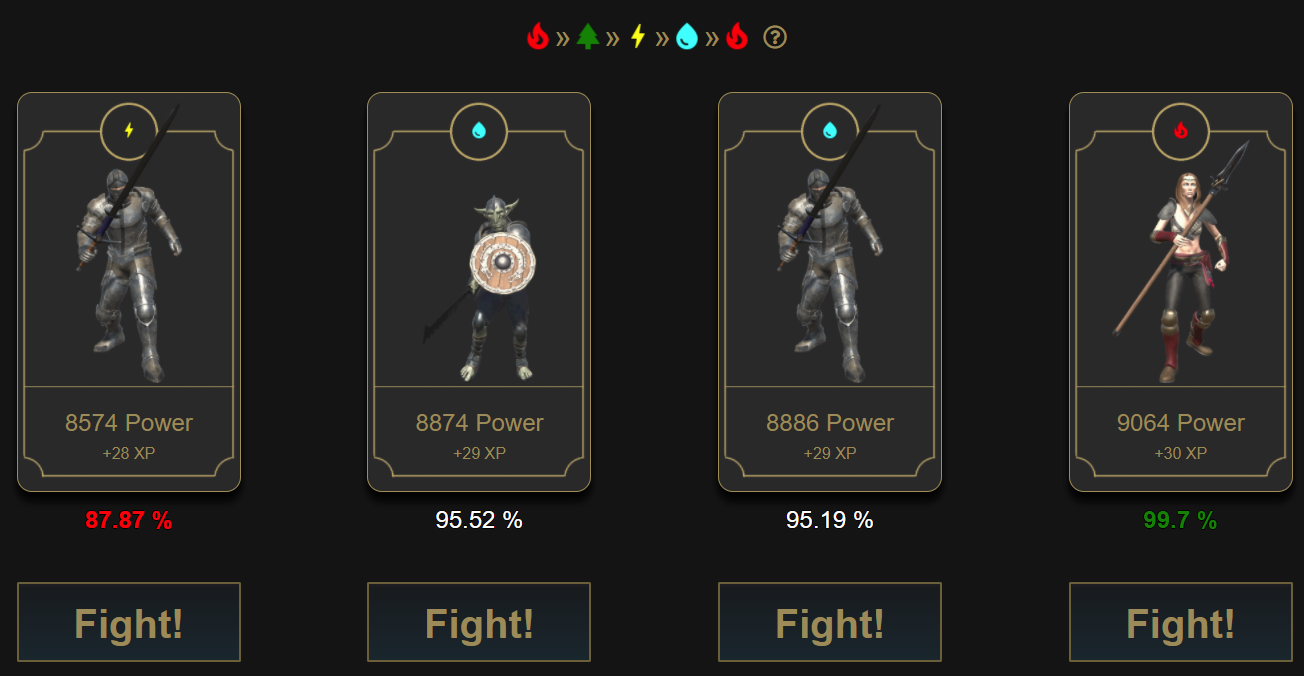 » » » » ?
8574 Power
+28 XP
87.87 %
Fight!
8874 Power
+29 XP
95.52 %
Fight!
8886 Power
+29 XP
95.19 %
Fight!
9064 Power
+30 XP
99.7 %
Fight!